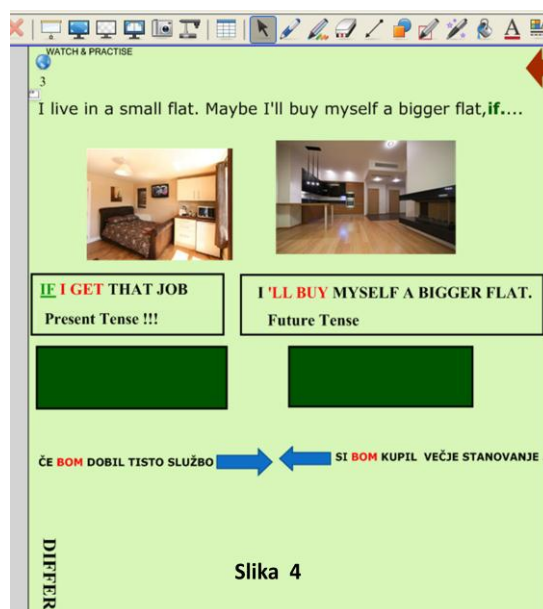 WATCH & PRACTISE
3
I live in a small flat. Maybe I'll buy myself a bigger flat,if....
IF I GET THAT JOB
Present Tense !!!
I 'LL BUY MYSELF A BIGGER FLAT.
Future Tense
ČE BOM DOBIL TISTO SLUŽBO
SI BOM KUPIL VEČJE STANOVANJE
DIFFER
Slika 4